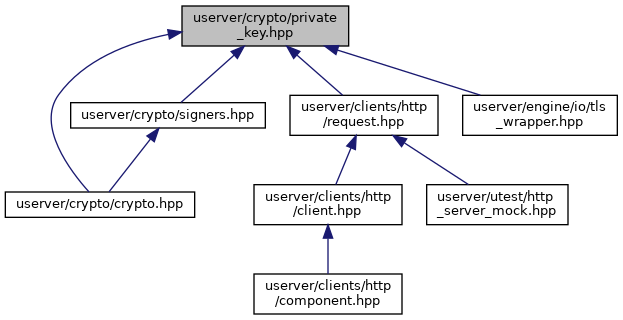 userver/crypto/private
_key.hpp
userver/crypto/signers.hpp
userver/clients/http
/request.hpp
userver/engine/io/tls
_wrapper.hpp
userver/crypto/crypto.hpp
userver/clients/http
/client.hpp
userver/utest/http
_server_mock.hpp
userver/clients/http
/component.hpp